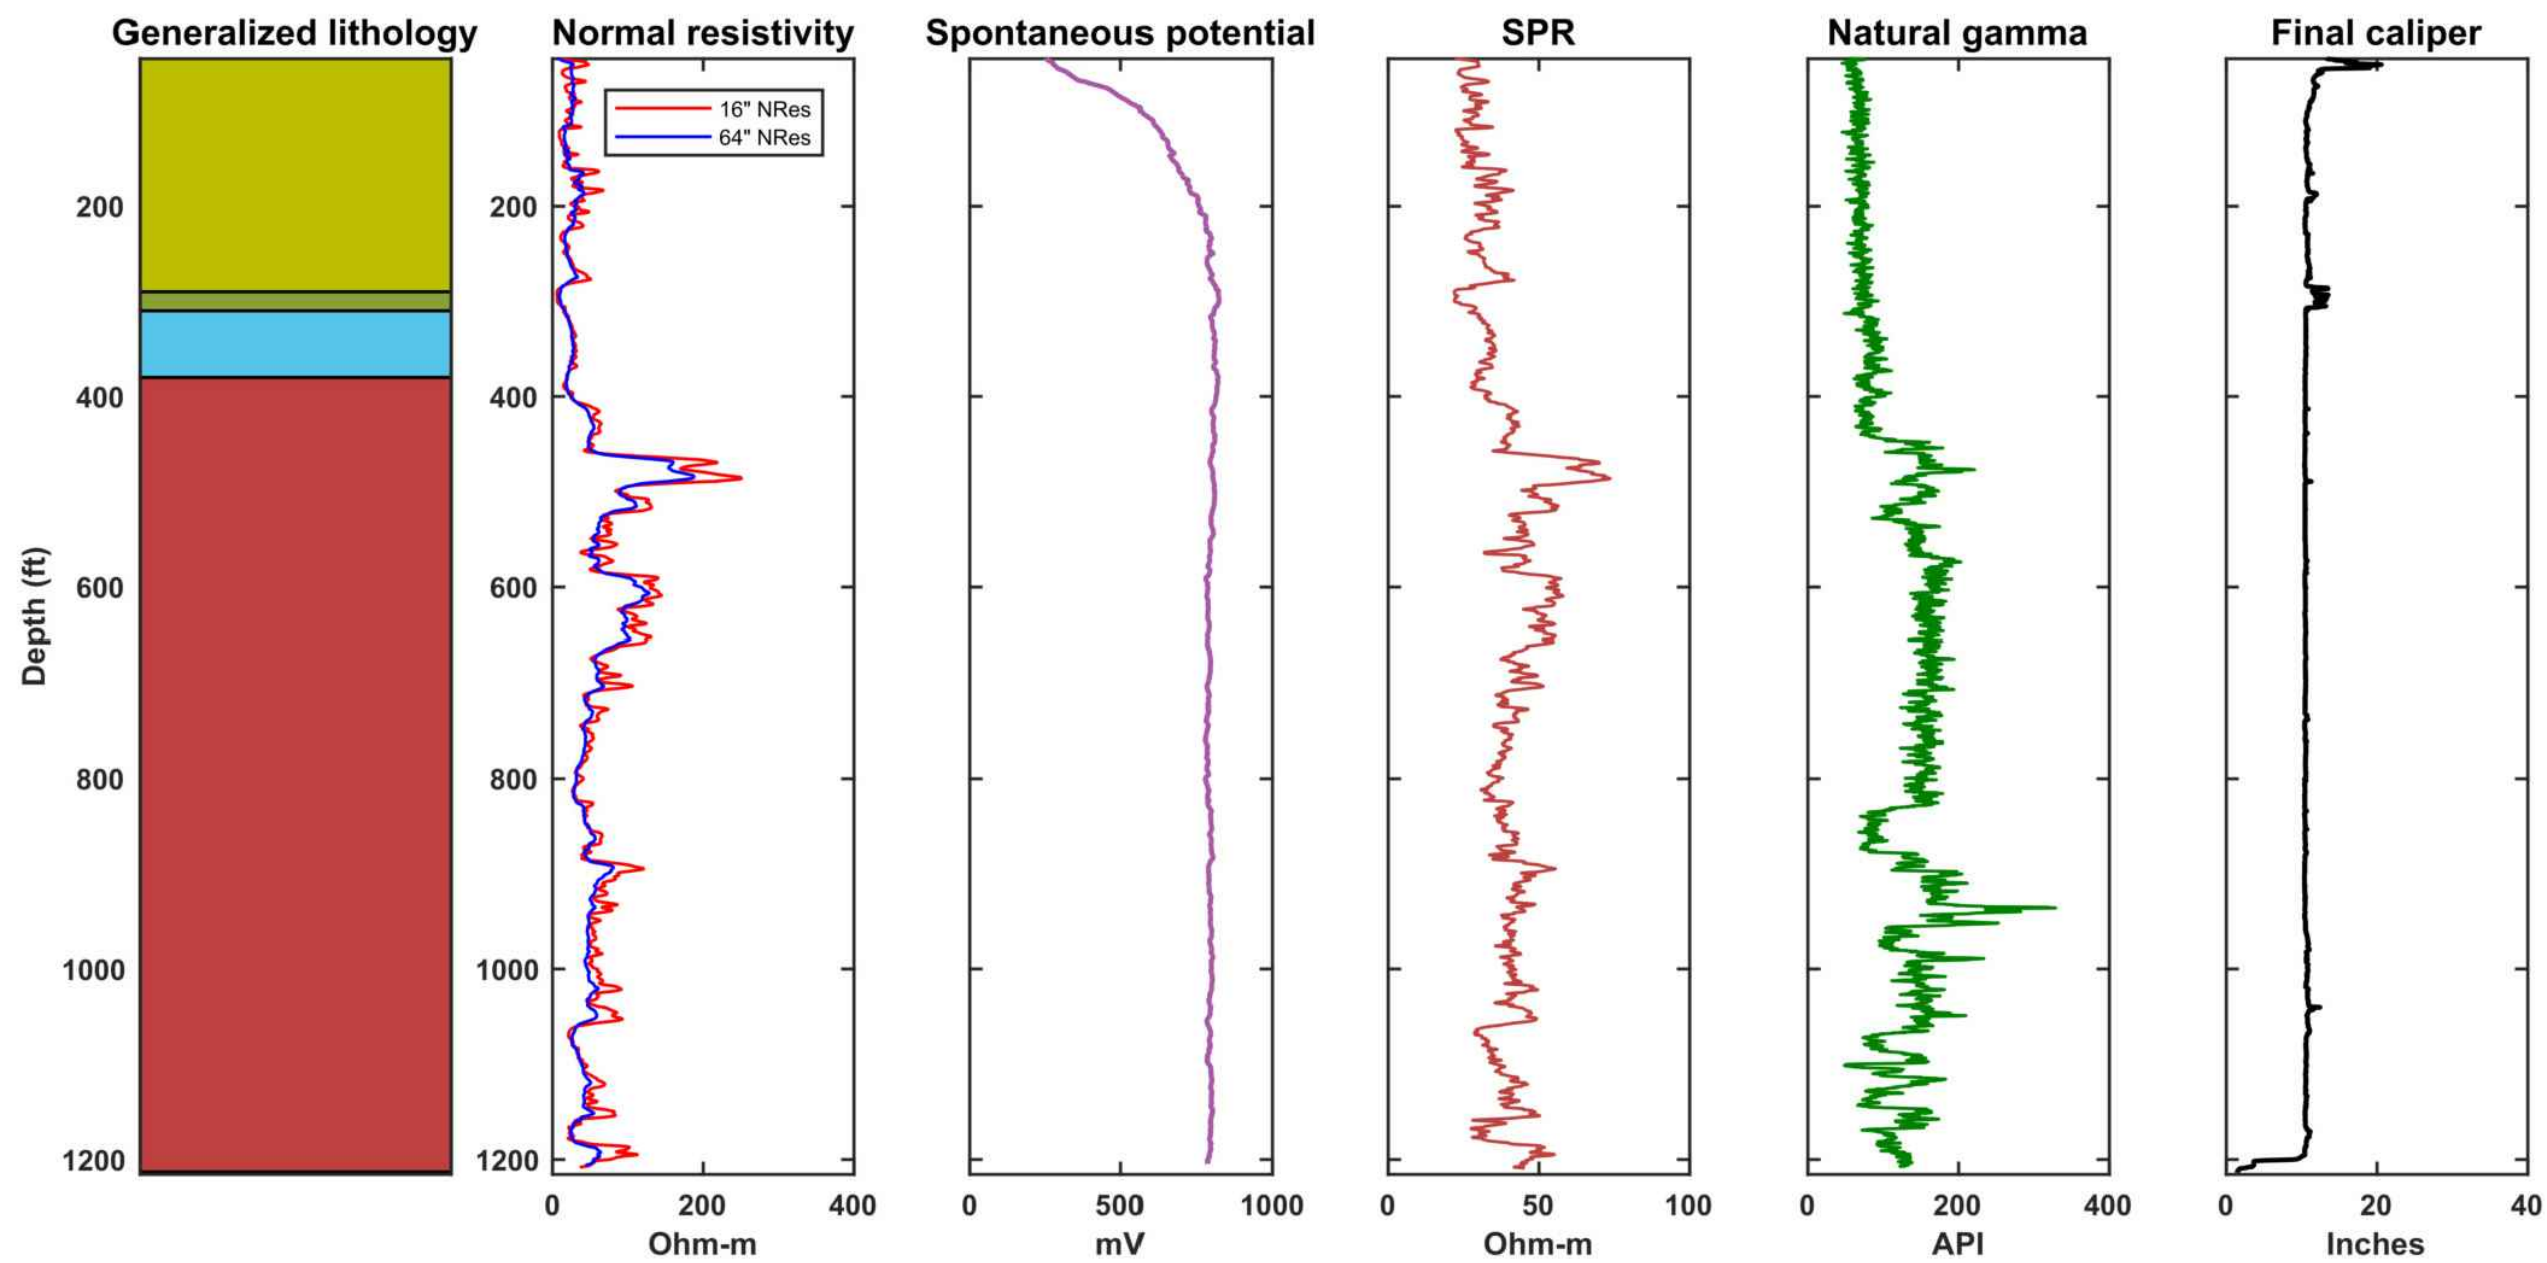 Generalized lithology
Normal resistivity
Spontaneous potential
SPR
Natural gamma
Final caliper
16" NRes
64" NRes
Depth (ft)
200
400
600
800
1000
1200
200
400
600
800
1000
1200
0 200 400
0 500 1000
0 50 100
0 200 400
0 20 40
Ohm-m
mV
Ohm-m
API
Inches